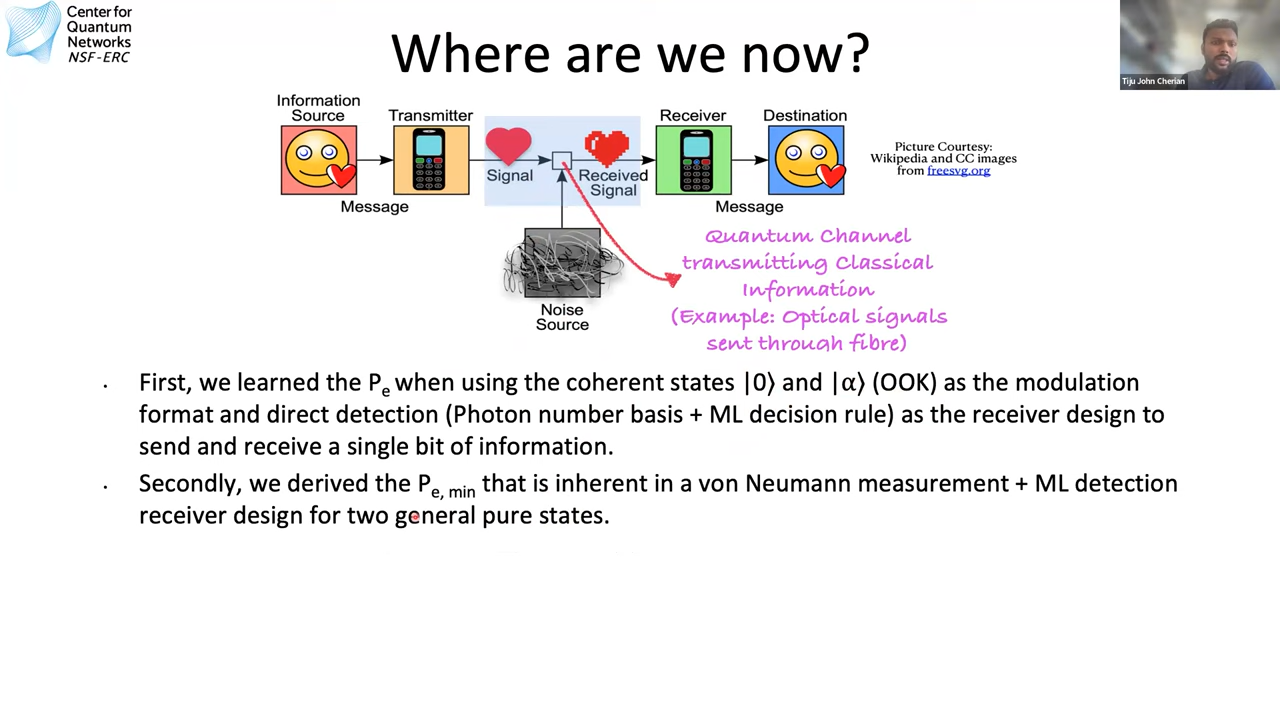 Center for
Quantum
Networks
NSF-ERC
Where are we now?
Tiju John Cherian
Information
Source
Transmitter
Receiver
Destination
Signal
Received
Signal
Message
Message
Noise
Source
Picture Courtesy:
Wikipedia and CC images
from freesvg.org
Quantum Channel
transmitting Classical
Information
(Example: Optical signals
sent through fibre)
· First, we learned the Pe when using the coherent states |0⟩ and |α⟩ (OOK) as the modulation
format and direct detection (Photon number basis + ML decision rule) as the receiver design to
send and receive a single bit of information.
· Secondly, we derived the Pe, min that is inherent in a von Neumann measurement + ML detection
receiver design for two general pure states.